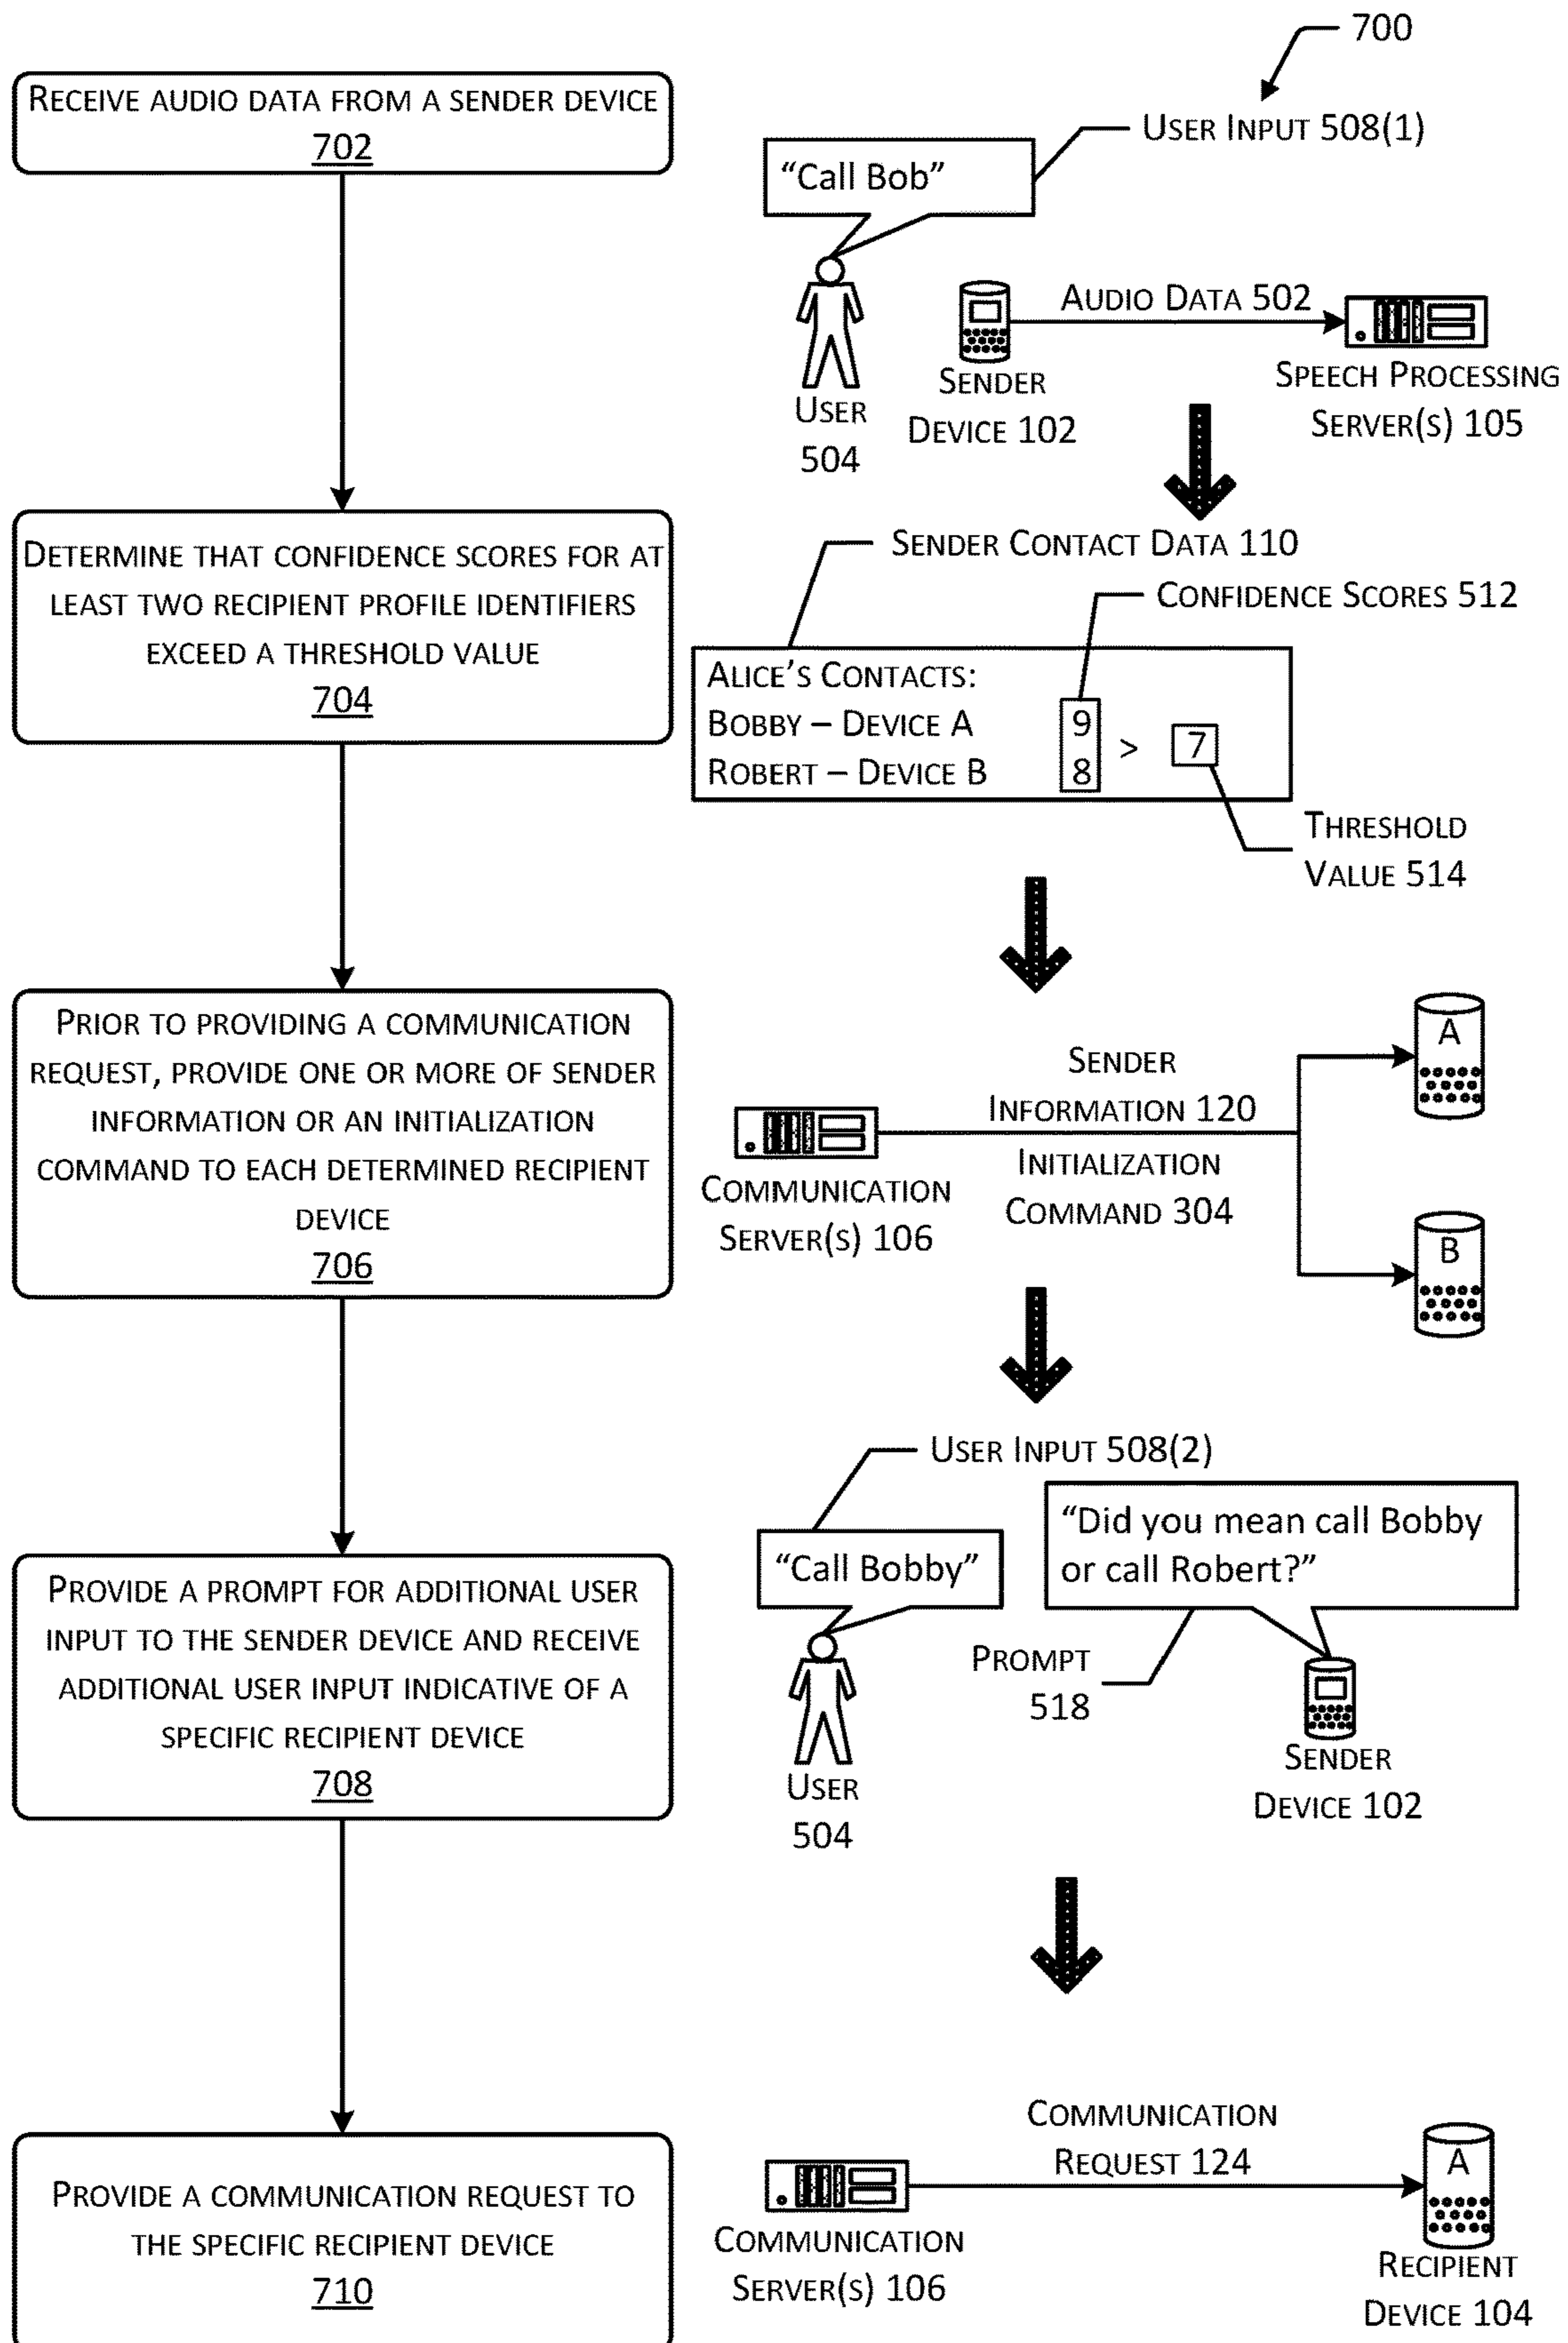 700
RECEIVE AUDIO DATA FROM A SENDER DEVICE
702
USER INPUT 508(1)
“Call Bob”
AUDIO DATA 502
USER
504
SENDER
DEVICE 102
SPEECH PROCESSING
SERVER(S) 105
DETERMINE THAT CONFIDENCE SCORES FOR AT
LEAST TWO RECIPIENT PROFILE IDENTIFIERS
EXCEED A THRESHOLD VALUE
704
SENDER CONTACT DATA 110
CONFIDENCE SCORES 512
ALICE’S CONTACTS:
BOBBY – DEVICE A 9
ROBERT – DEVICE B 8
> 7
THRESHOLD
VALUE 514
PRIOR TO PROVIDING A COMMUNICATION
REQUEST, PROVIDE ONE OR MORE OF SENDER
INFORMATION OR AN INITIALIZATION
COMMAND TO EACH DETERMINED RECIPIENT
DEVICE
706
COMMUNICATION
SERVER(S) 106
SENDER
INFORMATION 120
INITIALIZATION
COMMAND 304
A
B
PROVIDE A PROMPT FOR ADDITIONAL USER
INPUT TO THE SENDER DEVICE AND RECEIVE
ADDITIONAL USER INPUT INDICATIVE OF A
SPECIFIC RECIPIENT DEVICE
708
USER INPUT 508(2)
“Call Bobby”
“Did you mean call Bobby
or call Robert?”
USER
504
PROMPT
518
SENDER
DEVICE 102
PROVIDE A COMMUNICATION REQUEST TO
THE SPECIFIC RECIPIENT DEVICE
710
COMMUNICATION
SERVER(S) 106
COMMUNICATION
REQUEST 124
A
RECIPIENT
DEVICE 104